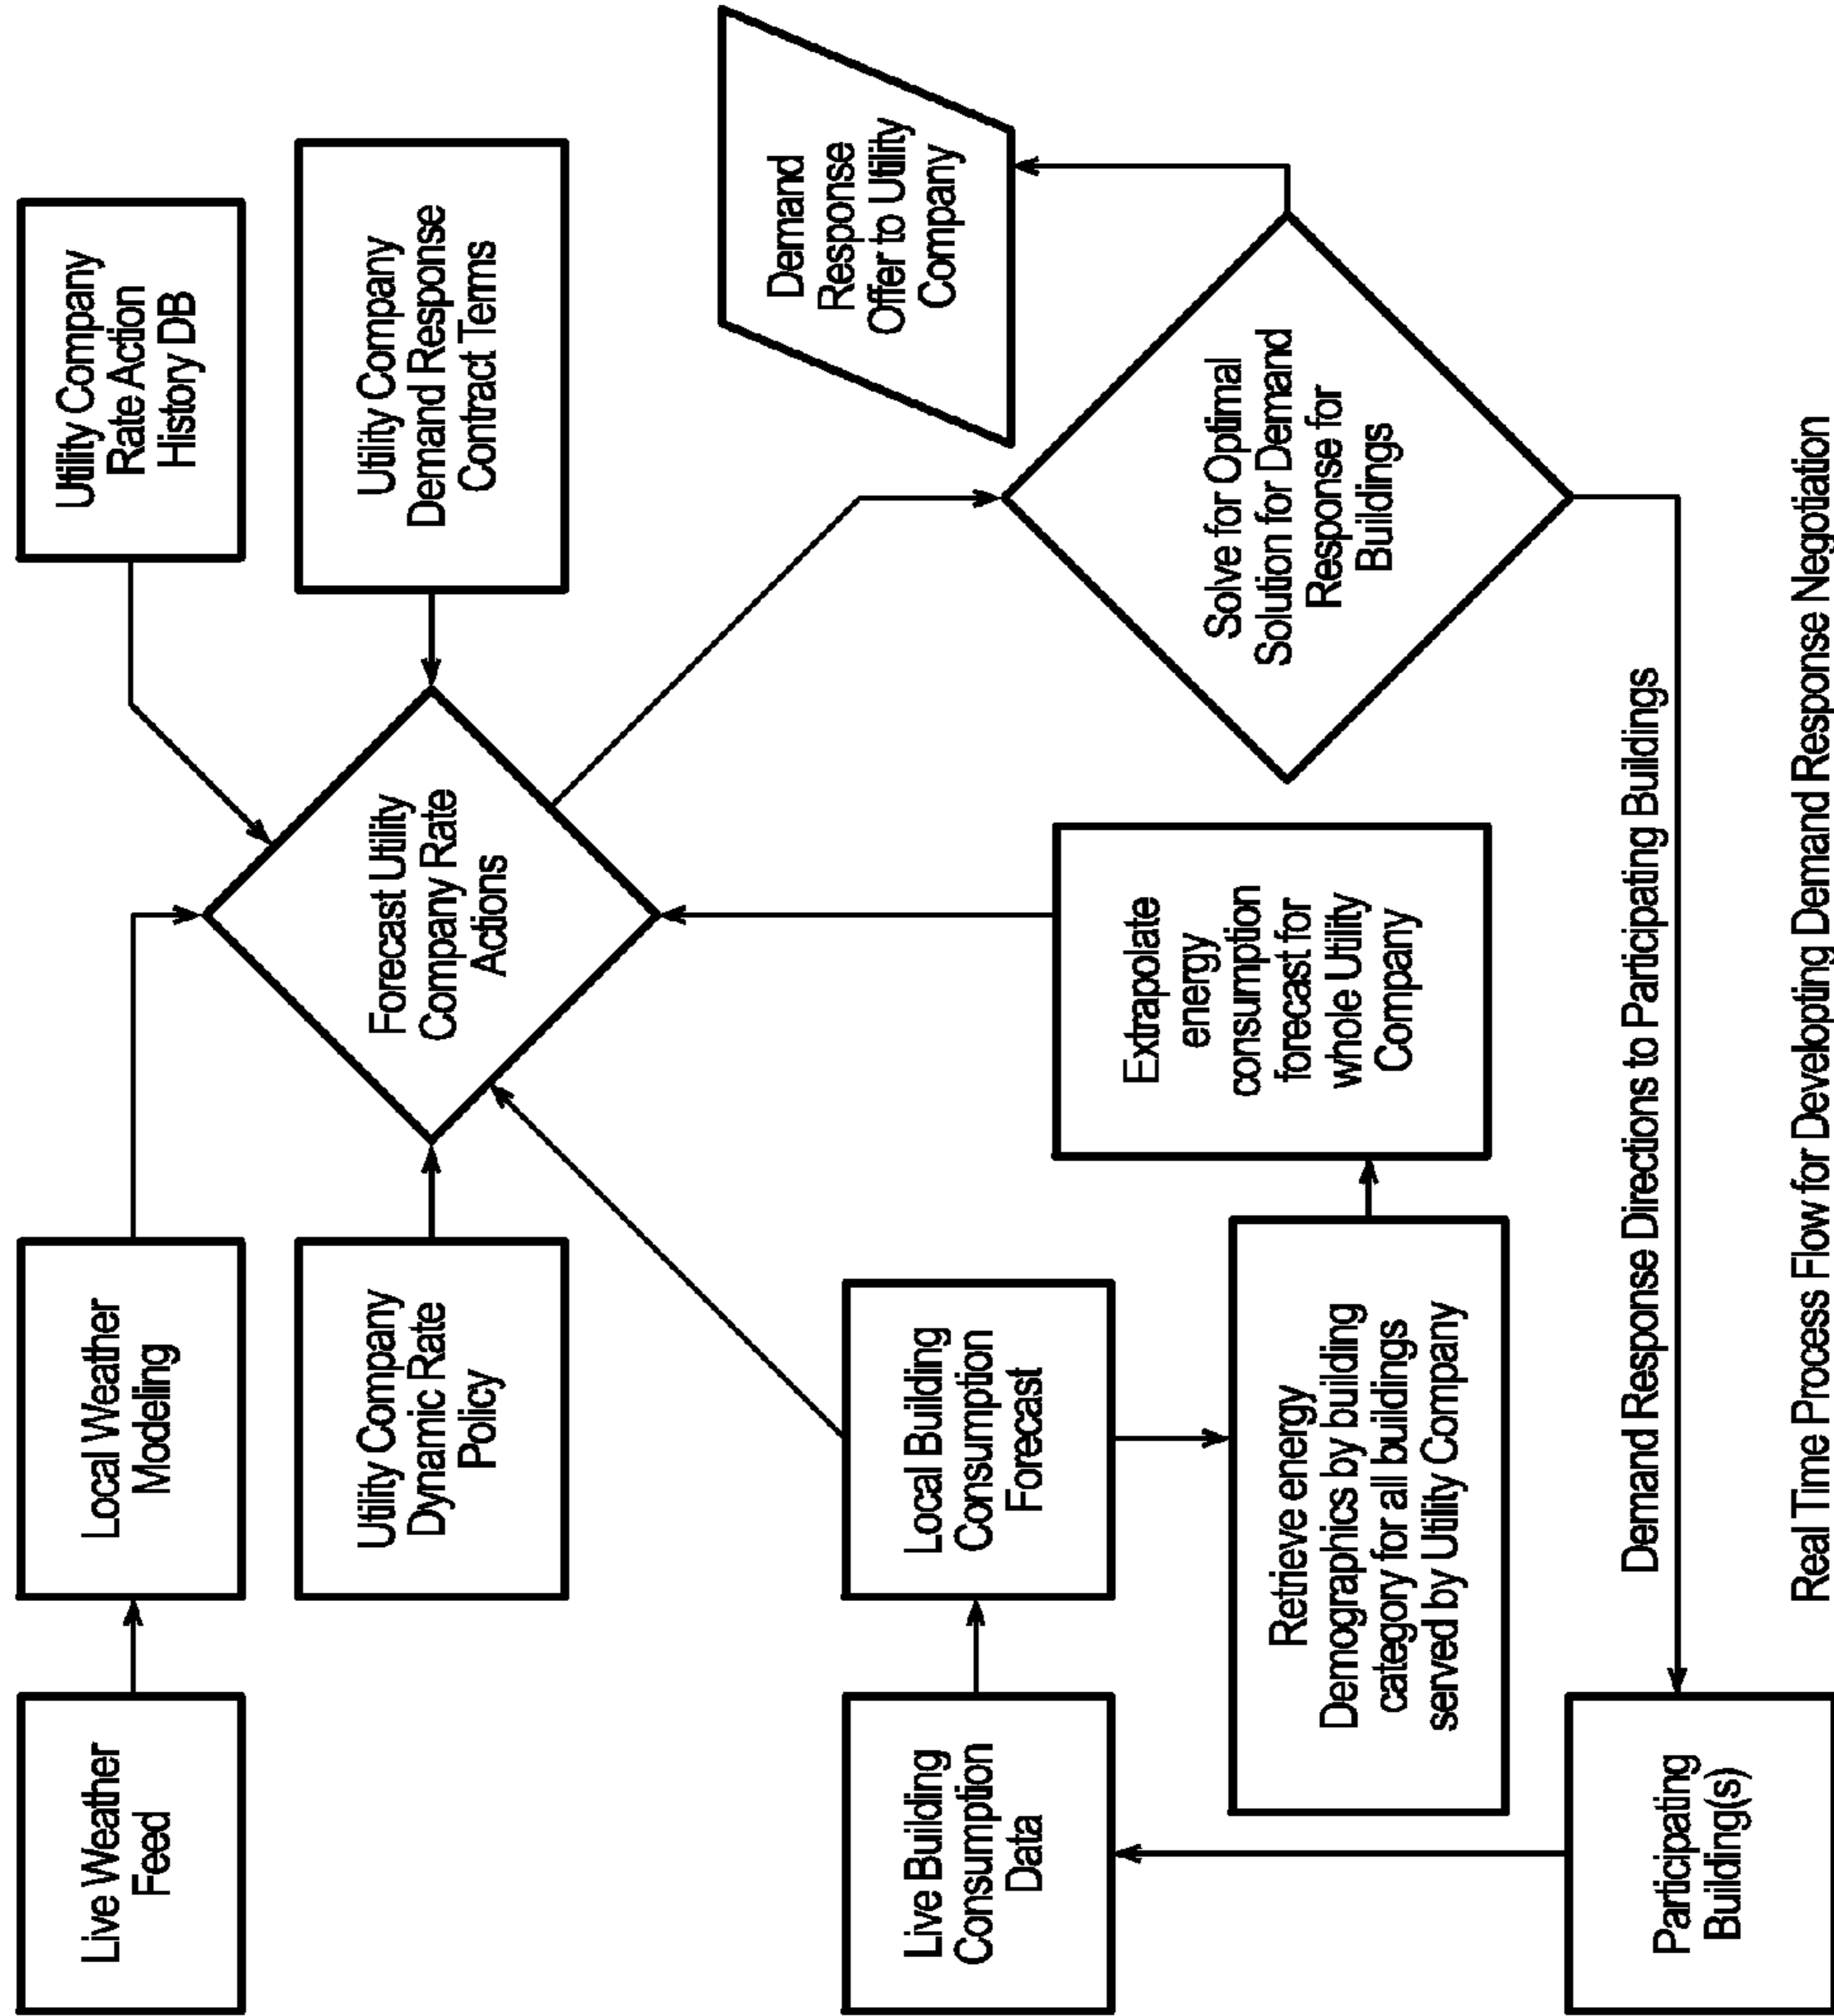 Live Weather
Feed
Local Weather
Modeling
Utility Company
Rate Action
History DB
Utility Company
Dynamic Rate
Policy
Forecast Utility
Company Rate
Actions
Utility Company
Demand Response
Contract Terms
Live Building
Consumption
Data
Local Building
Consumption
Forecast
Demand
Response
Offer to Utility
Company
Retrieve energy
Demographics by building
category for all buildings
served by Utility Company
Extrapolate
energy
consumption
forecast for
whole Utility
Company
Solve for Optimal
Solution for Demand
Response for
Buildings
Participating
Building(s)
Demand Response Directions to Participating Buildings
Real Time Process Flow for Developting Demand Response Negotiation